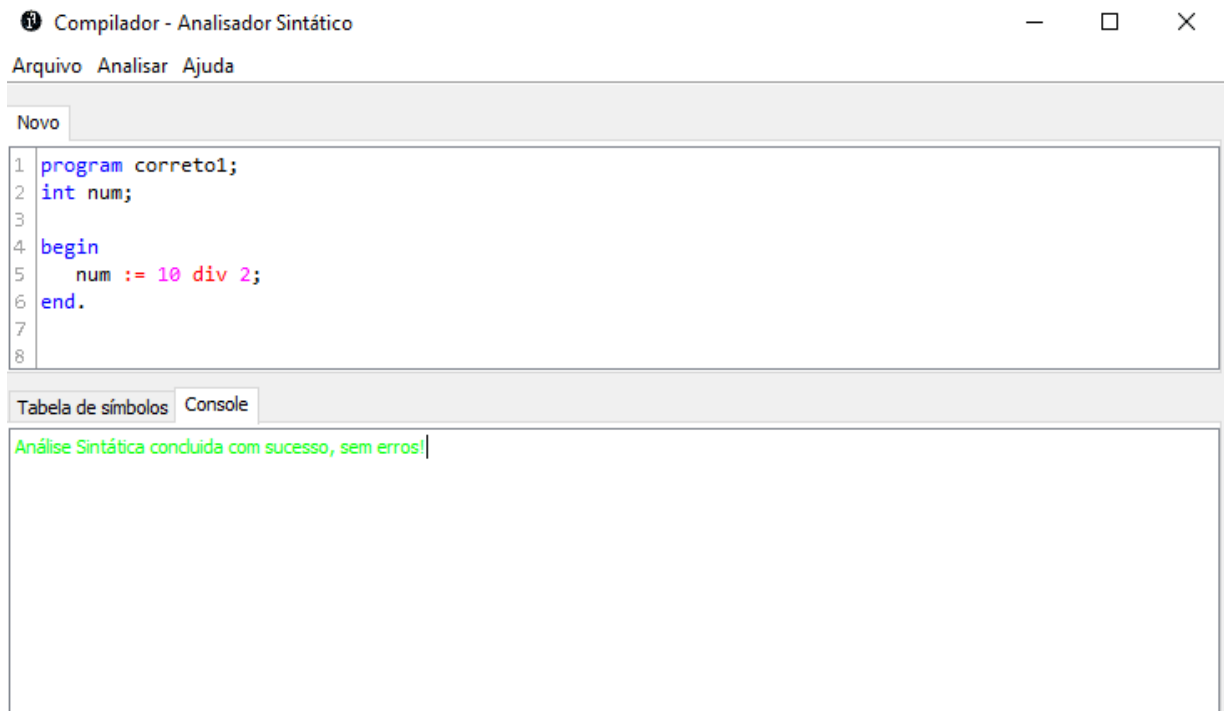 Compilador - Analisador Sintático
Arquivo Analisar Ajuda
Novo
1 program correto1;
2 int num;
3
4 begin
5 num := 10 div 2;
6 end.
7
8
Tabela de símbolos Console
Análise Sintática concluida com sucesso, sem erros!